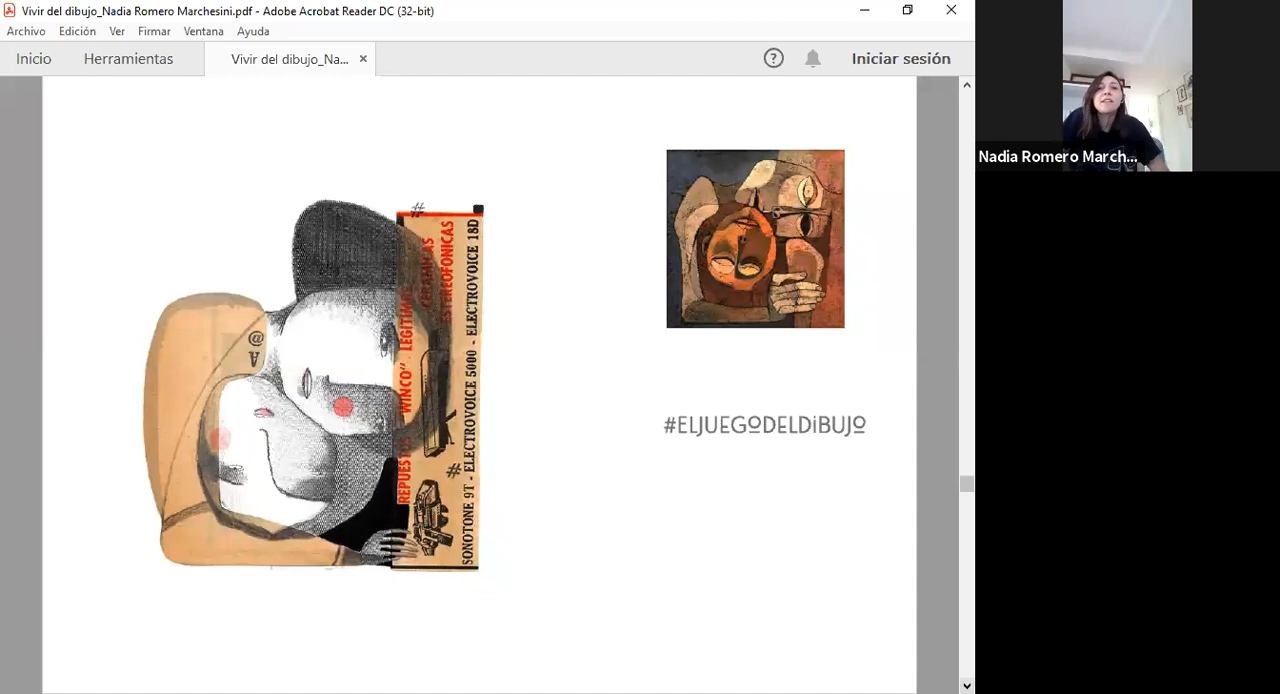 Vivir del dibujo_Nadia Romero Marchesini.pdf - Adobe Acrobat Reader DC (32-bit)
Archivo Edición Ver Firmar Ventana Ayuda
Inicio Herramientas Vivir del dibujo_Na... × ? Iniciar sesión
Nadia Romero March...
#
@
A
REPUESTOS "WINCO" LEGITIMAS
CERAMICAS
ESTEREOFONICAS
SONOTONE 9T - ELECTROVOICE 5000 - ELECTROVOICE 18D
#
#ELJUEGODELDiBUJO